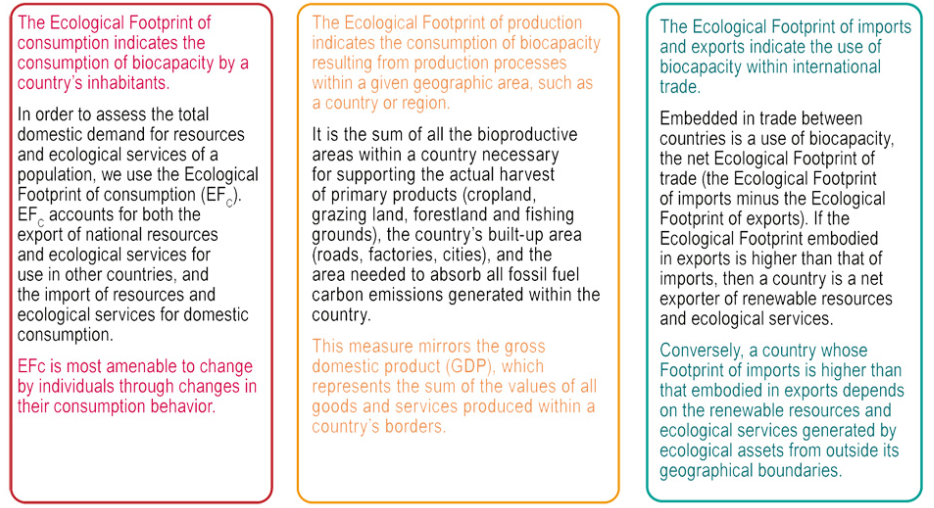 The Ecological Footprint of
consumption indicates the
consumption of biocapacity by a
country's inhabitants.
In order to assess the total
domestic demand for resources
and ecological services of a
population, we use the Ecological
Footprint of consumption (EFC).
EFC accounts for both the
export of national resources
and ecological services for
use in other countries, and
the import of resources and
ecological services for domestic
consumption.
EFc is most amenable to change
by individuals through changes in
their consumption behavior.
The Ecological Footprint of production
indicates the consumption of biocapacity
resulting from production processes
within a given geographic area, such as
a country or region.
It is the sum of all the bioproductive
areas within a country necessary
for supporting the actual harvest
of primary products (cropland,
grazing land, forestland and fishing
grounds), the country's built-up area
(roads, factories, cities), and the
area needed to absorb all fossil fuel
carbon emissions generated within the
country.
This measure mirrors the gross
domestic product (GDP), which
represents the sum of the values of all
goods and services produced within a
country's borders.
The Ecological Footprint of imports
and exports indicate the use of
biocapacity within international
trade.
Embedded in trade between
countries is a use of biocapacity,
the net Ecological Footprint of
trade (the Ecological Footprint
of imports minus the Ecological
Footprint of exports). If the
Ecological Footprint embodied
in exports is higher than that of
imports, then a country is a net
exporter of renewable resources
and ecological services.
Conversely, a country whose
Footprint of imports is higher than
that embodied in exports depends
on the renewable resources and
ecological services generated by
ecological assets from outside its
geographical boundaries.